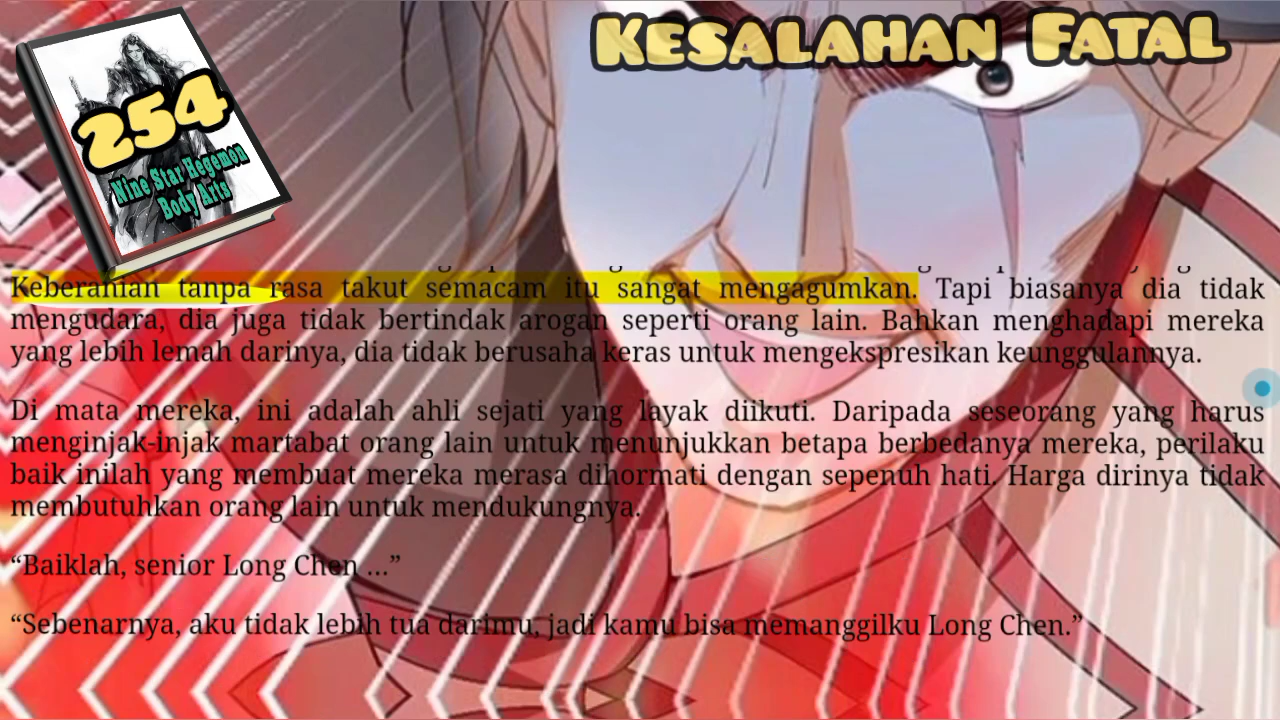 Kesalahan Fatal
254
Nine Star Hegemon
Body Arts
Keberanian tanpa rasa takut semacam itu sangat mengagumkan. Tapi biasanya dia tidak
mengudara, dia juga tidak bertindak arogan seperti orang lain. Bahkan menghadapi mereka
yang lebih lemah darinya, dia tidak berusaha keras untuk mengekspresikan keunggulannya.
Di mata mereka, ini adalah ahli sejati yang layak diikuti. Daripada seseorang yang harus
menginjak-injak martabat orang lain untuk menunjukkan betapa berbedanya mereka, perilaku
baik inilah yang membuat mereka merasa dihormati dengan sepenuh hati. Harga dirinya tidak
membutuhkan orang lain untuk mendukungnya.
“Baiklah, senior Long Chen ...”
“Sebenarnya, aku tidak lebih tua darimu, jadi kamu bisa memanggilku Long Chen.”